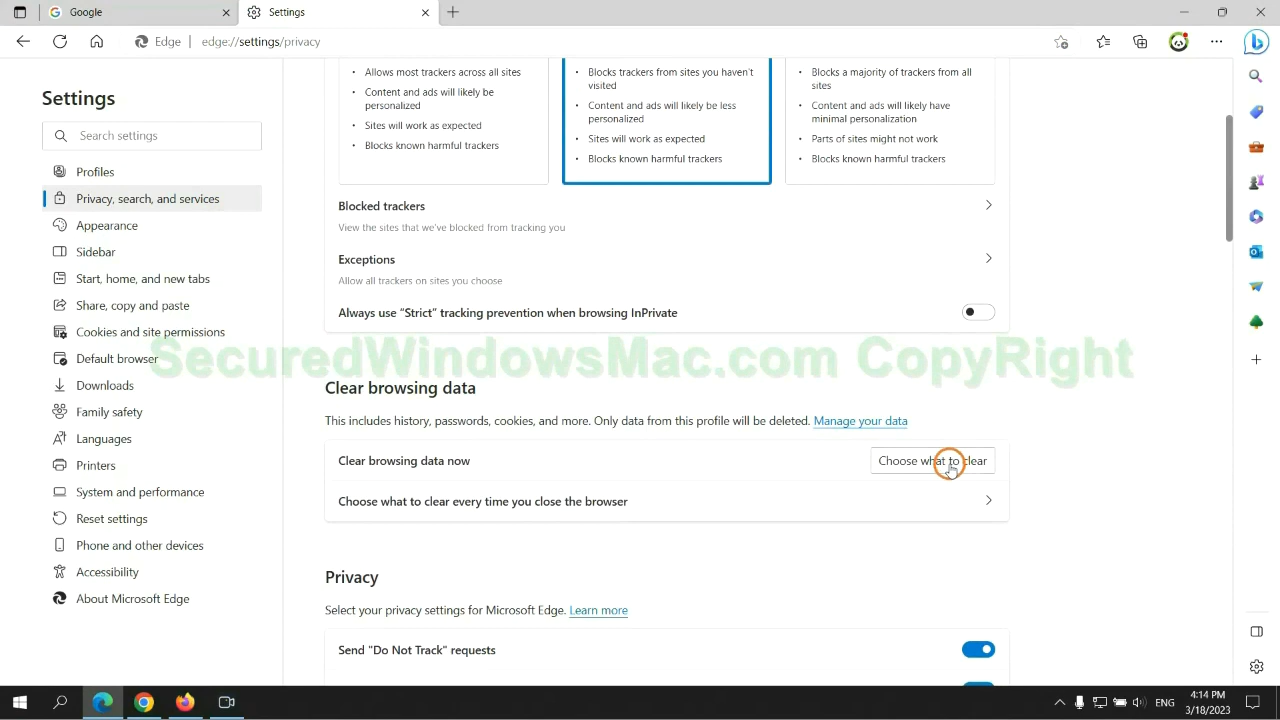 Google
Settings
Edge
edge://settings/privacy
Settings
Search settings
Profiles
Privacy, search, and services
Appearance
Sidebar
Start, home, and new tabs
Share, copy and paste
Cookies and site permissions
Default browser
Downloads
Family safety
Languages
Printers
System and performance
Reset settings
Phone and other devices
Accessibility
About Microsoft Edge
• Allows most trackers across all sites
• Content and ads will likely be
personalized
• Sites will work as expected
• Blocks known harmful trackers
• Blocks trackers from sites you haven't
visited
• Content and ads will likely be less
personalized
• Sites will work as expected
• Blocks known harmful trackers
• Blocks a majority of trackers from all
sites
• Content and ads will likely have
minimal personalization
• Parts of sites might not work
• Blocks known harmful trackers
Blocked trackers
View the sites that we've blocked from tracking you
Exceptions
Allow all trackers on sites you choose
Always use “Strict” tracking prevention when browsing InPrivate
SecuredWindowsMac.com CopyRight
Clear browsing data
This includes history, passwords, cookies, and more. Only data from this profile will be deleted. Manage your data
Clear browsing data now
Choose what to clear
Choose what to clear every time you close the browser
Privacy
Select your privacy settings for Microsoft Edge. Learn more
Send "Do Not Track" requests
ENG
4:14 PM
3/18/2023